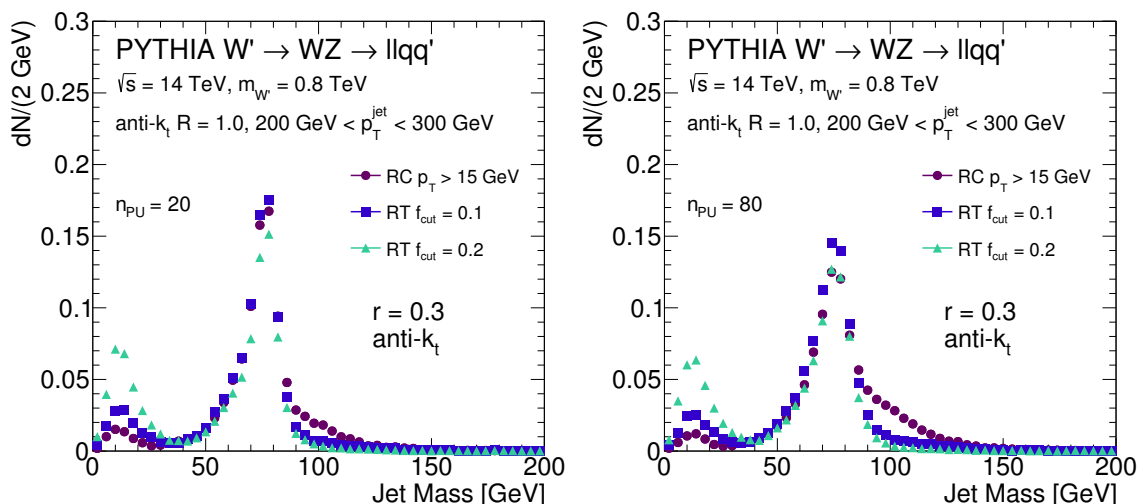 dN/(2 GeV)
0.3
0.25
0.2
0.15
0.1
0.05
0
PYTHIA W' → WZ → llqq'
√s = 14 TeV, m_W' = 0.8 TeV
anti-k_t R = 1.0, 200 GeV < p_T^jet < 300 GeV
n_PU = 20
RC p_T > 15 GeV
RT f_cut = 0.1
RT f_cut = 0.2
r = 0.3
anti-k_t
0 50 100 150 200
Jet Mass [GeV]
dN/(2 GeV)
0.3
0.25
0.2
0.15
0.1
0.05
0
PYTHIA W' → WZ → llqq'
√s = 14 TeV, m_W' = 0.8 TeV
anti-k_t R = 1.0, 200 GeV < p_T^jet < 300 GeV
n_PU = 80
RC p_T > 15 GeV
RT f_cut = 0.1
RT f_cut = 0.2
r = 0.3
anti-k_t
0 50 100 150 200
Jet Mass [GeV]